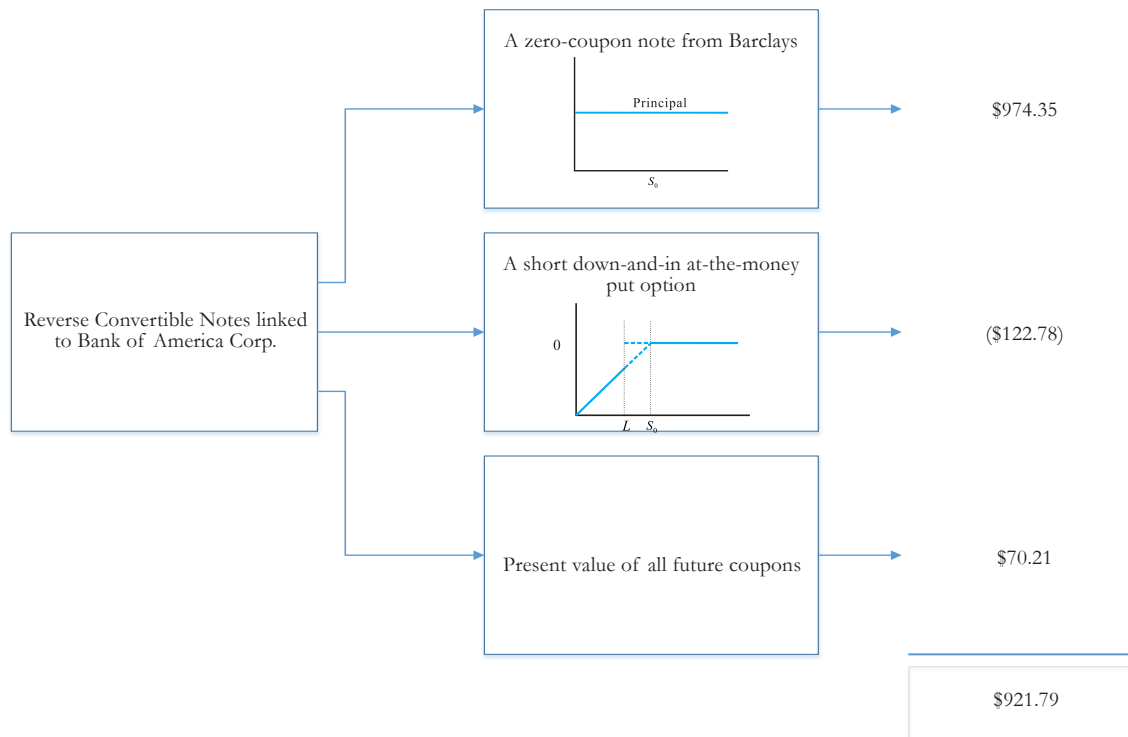 A zero-coupon note from Barclays
Principal
S₀
$974.35
Reverse Convertible Notes linked
to Bank of America Corp.
A short down-and-in at-the-money
put option
0
L S₀
($122.78)
Present value of all future coupons
$70.21
$921.79